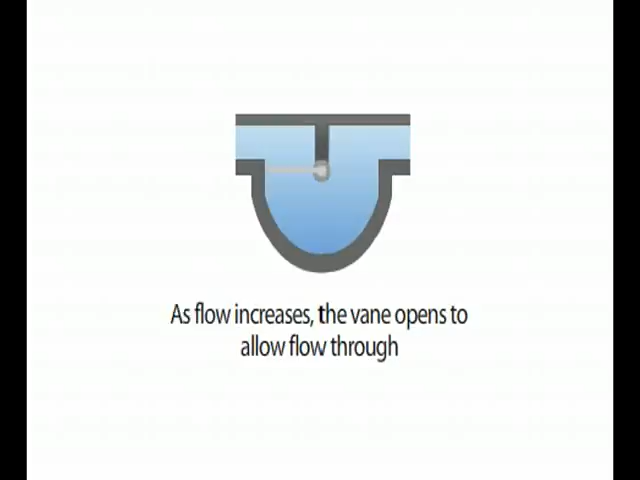 As flow increases, the vane opens to
allow flow through